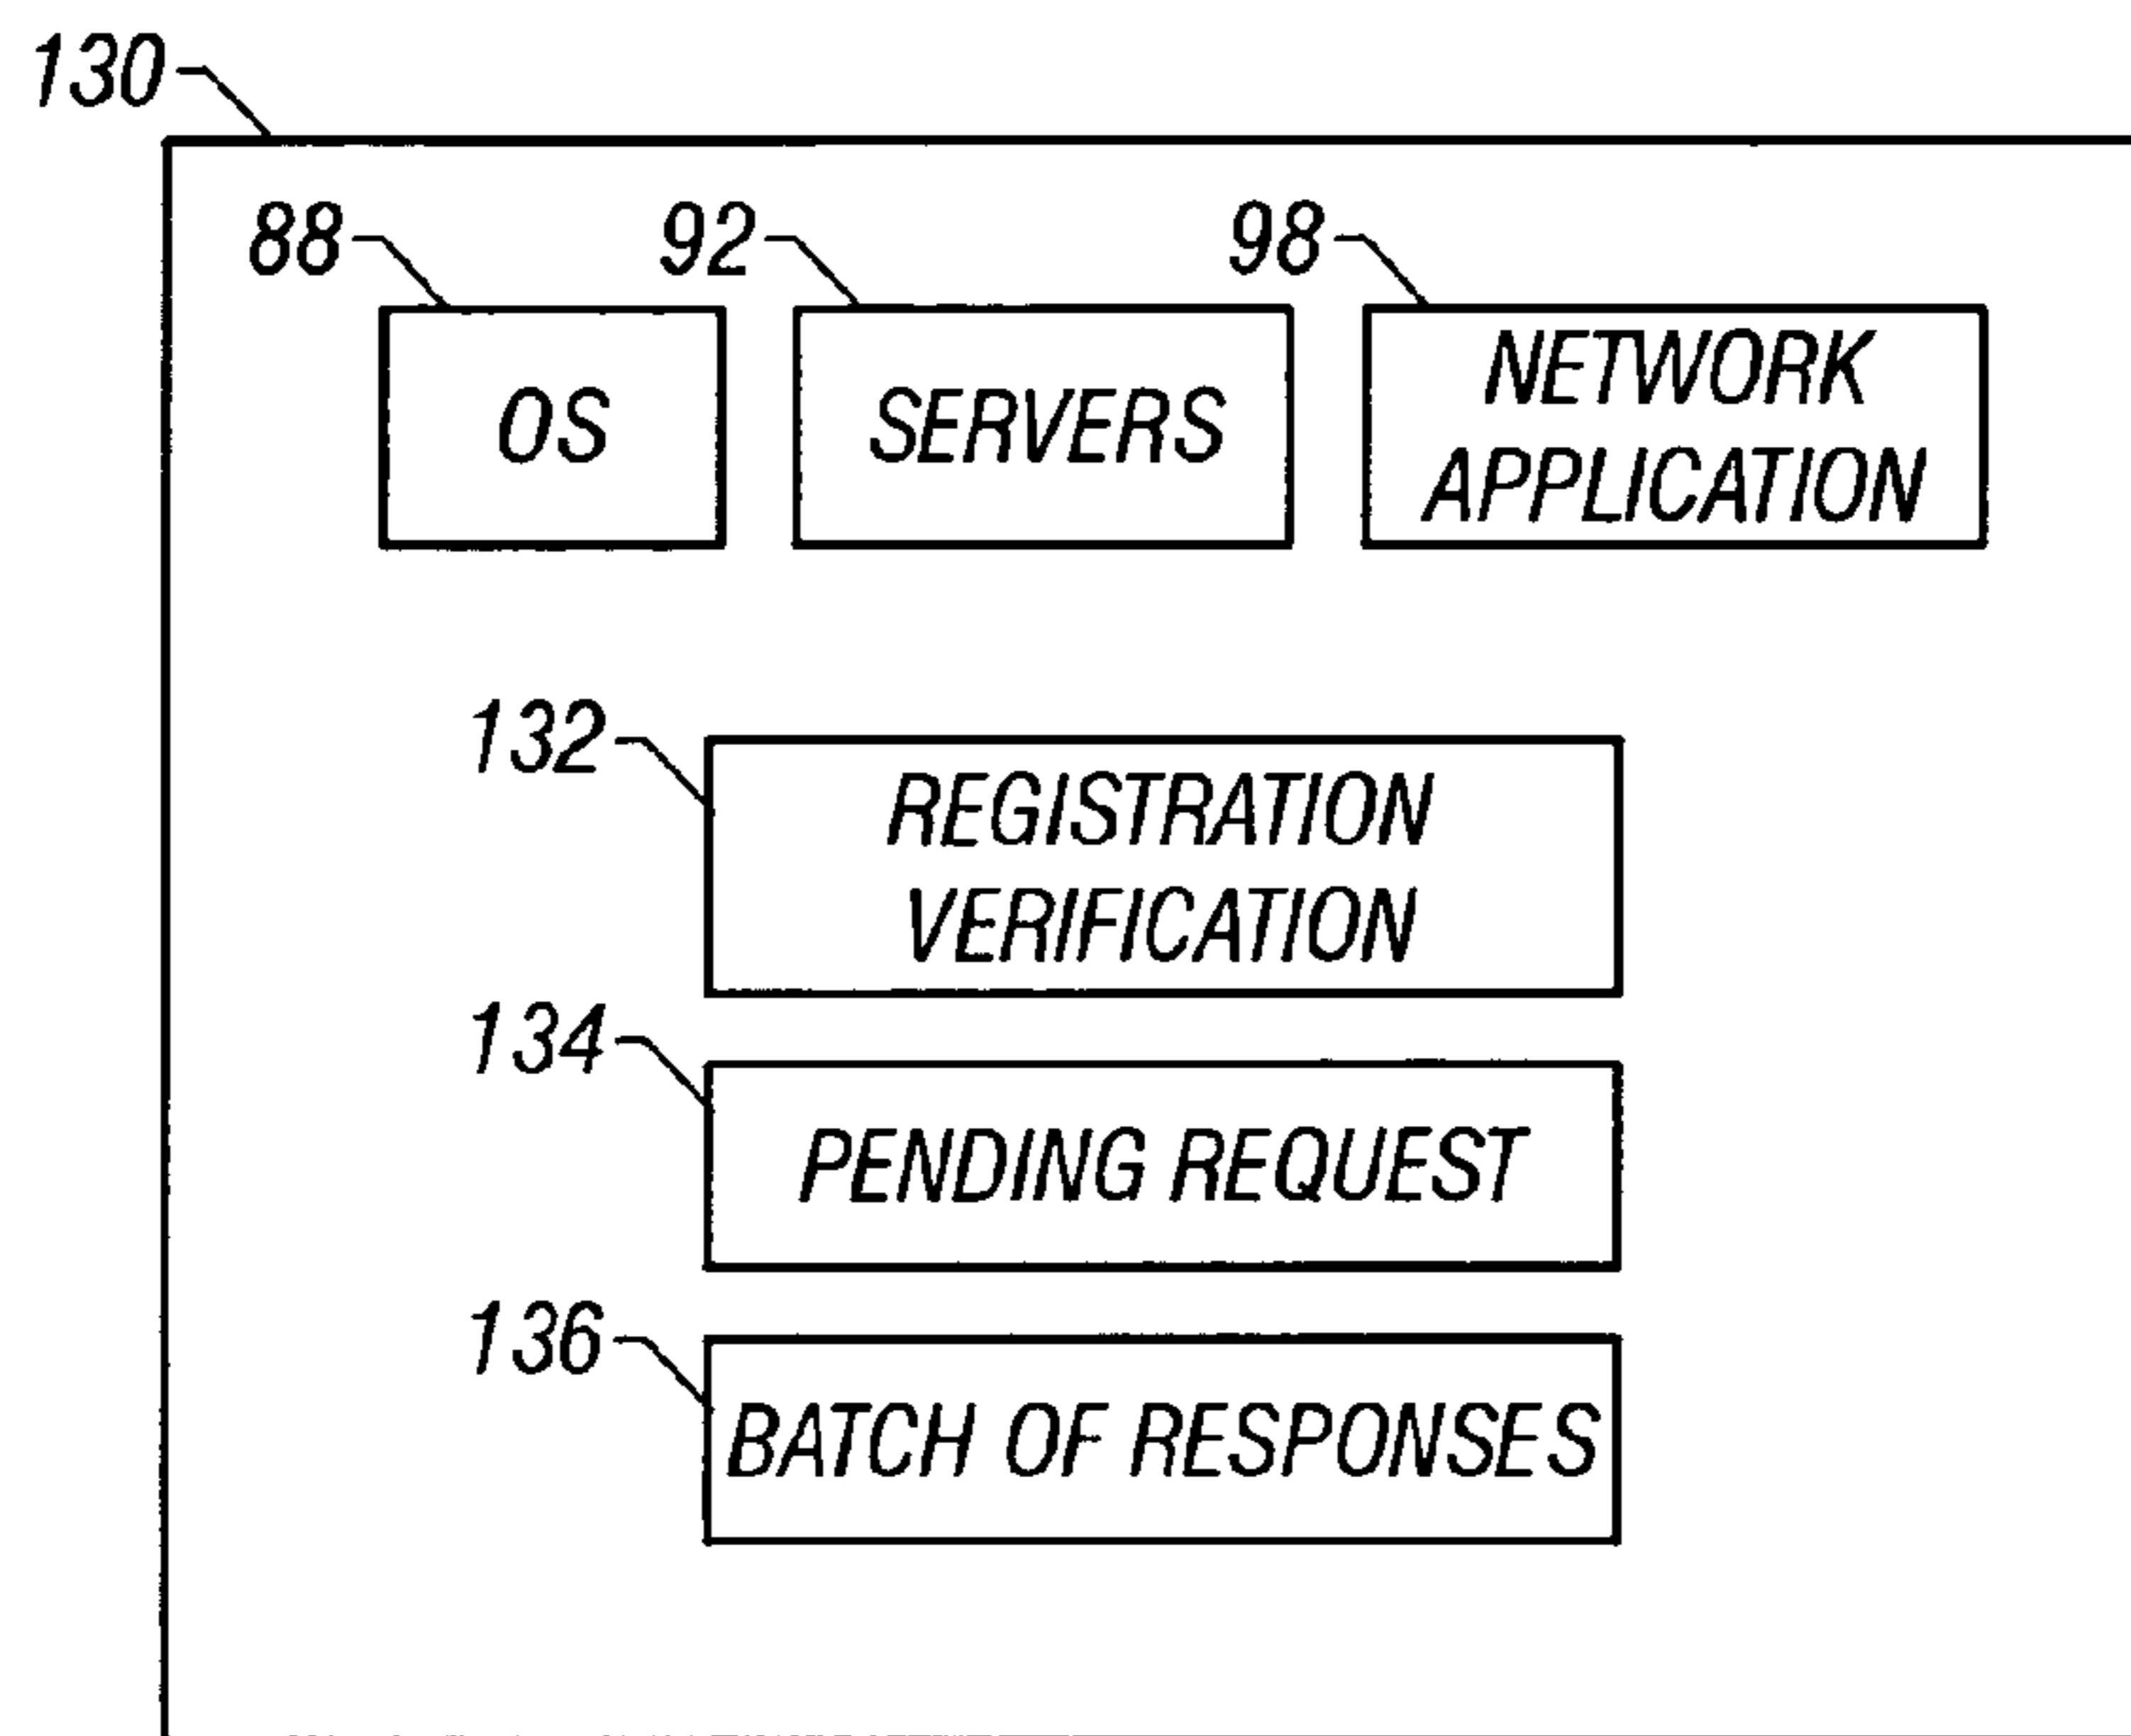 130
88
92
98
OS
SERVERS
NETWORK
APPLICATION
132
REGISTRATION
VERIFICATION
134
PENDING REQUEST
136
BATCH OF RESPONSES